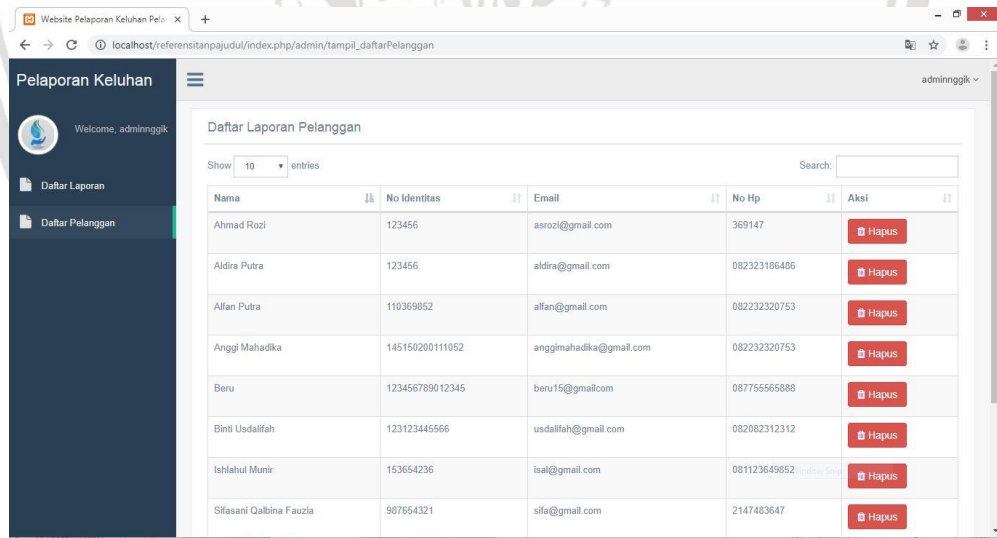 Website Pelaporan Keluhan Pela
localhost/referensitanpajudul/index.php/admin/tampil_daftarPelanggan
Pelaporan Keluhan
adminnggik
Welcome, adminnggik
Daftar Laporan
Daftar Pelanggan
Daftar Laporan Pelanggan
Show 10 entries
Search:
Nama No Identitas Email No Hp Aksi
Ahmad Rozi 123456 asrozi@gmail.com 369147 Hapus
Aldira Putra 123456 aldira@gmail.com 082323186486 Hapus
Alfan Putra 110369852 alfan@gmail.com 082232320753 Hapus
Anggi Mahadika 145150200111052 anggimahadika@gmail.com 082232320753 Hapus
Beru 123456789012345 beru15@gmailcom 087755565888 Hapus
Binti Usdalifah 123123445566 usdalifah@gmail.com 082082312312 Hapus
Ishlahul Munir 153654236 isal@gmail.com 081123649852 Hapus
Sifasani Qalbina Fauzia 987654321 sifa@gmail.com 2147483647 Hapus